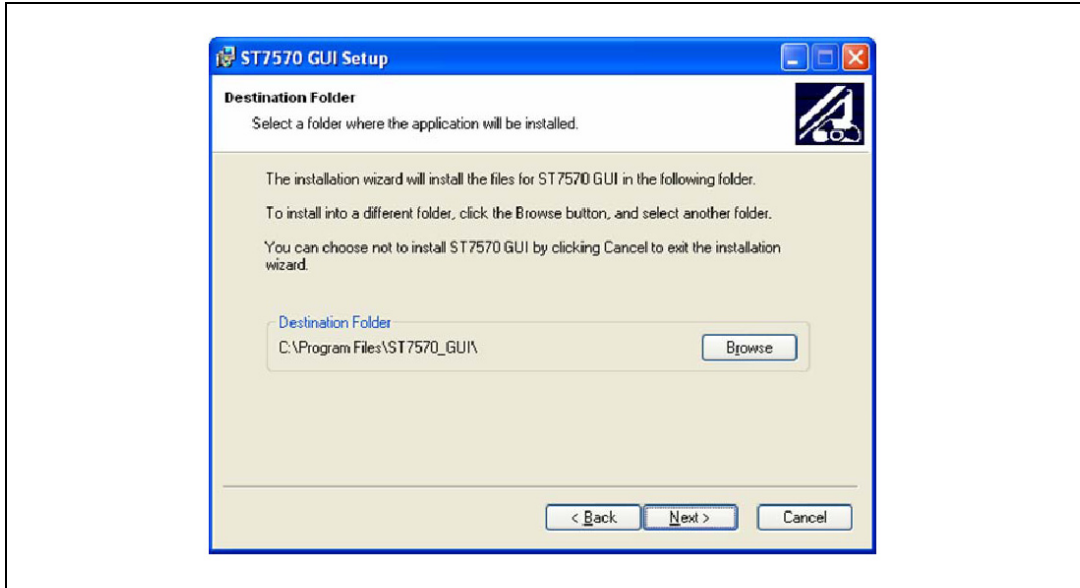 ST7570 GUI Setup
Destination Folder
Select a folder where the application will be installed.
The installation wizard will install the files for ST7570 GUI in the following folder.
To install into a different folder, click the Browse button, and select another folder.
You can choose not to install ST7570 GUI by clicking Cancel to exit the installation
wizard.
Destination Folder
C:\Program Files\ST7570_GUI\
Browse
< Back
Next >
Cancel